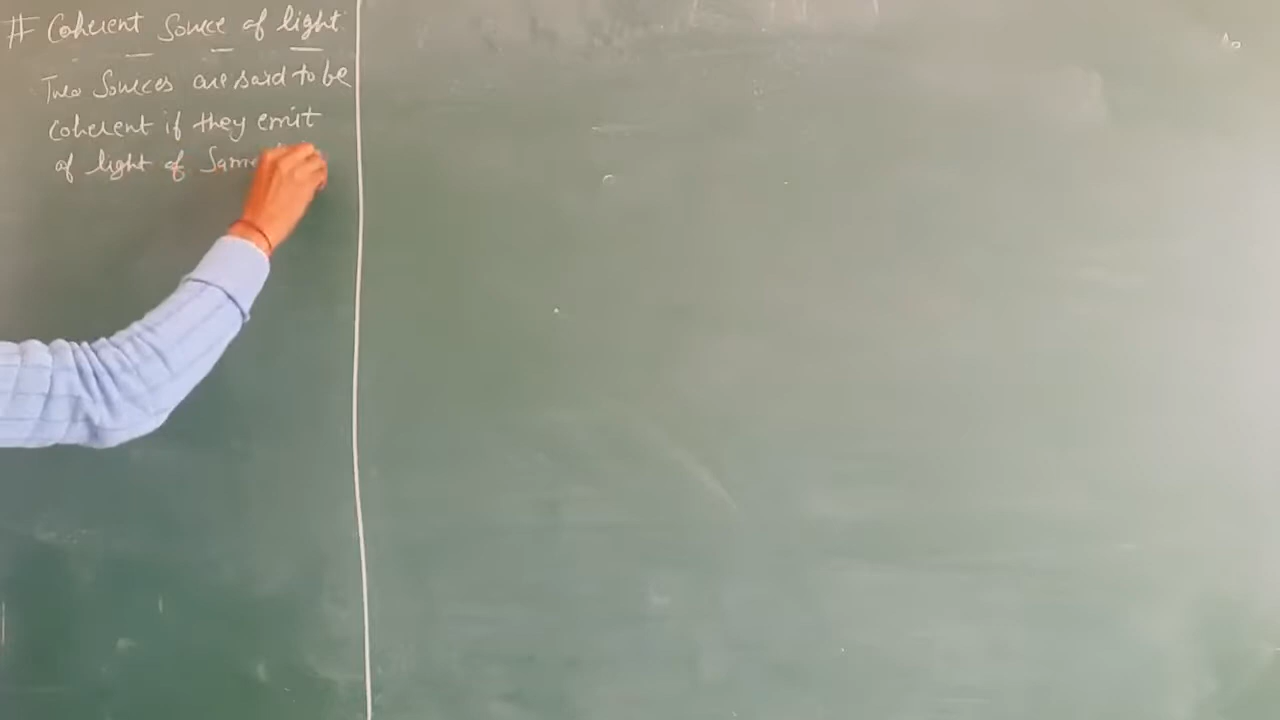 # Coherent Source of light
Two Sources are said to be
coherent if they emit
of light of Same